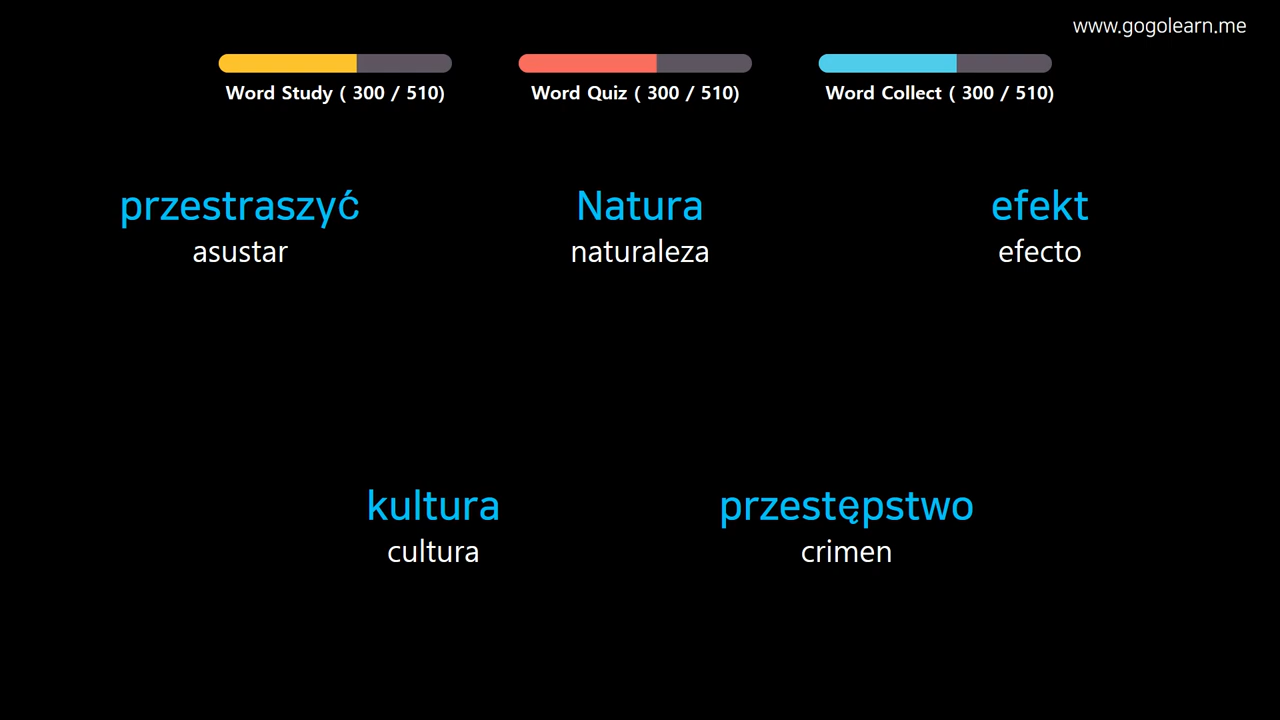 www.gogolearn.me
Word Study ( 300 / 510)
Word Quiz ( 300 / 510)
Word Collect ( 300 / 510)
przestraszyć
asustar
Natura
naturaleza
efekt
efecto
kultura
cultura
przestępstwo
crimen